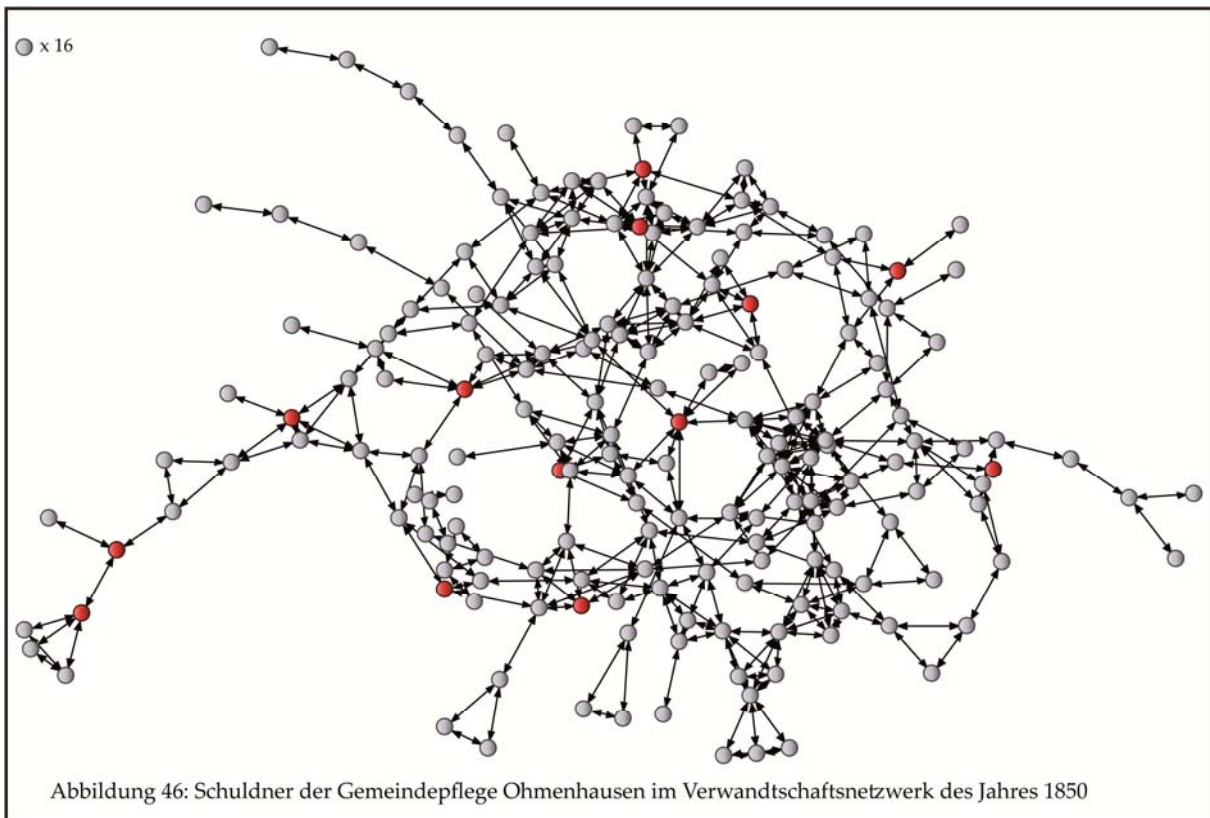 x 16
Abbildung 46: Schuldner der Gemeindepflege Ohmenhausen im Verwandtschaftsnetzwerk des Jahres 1850